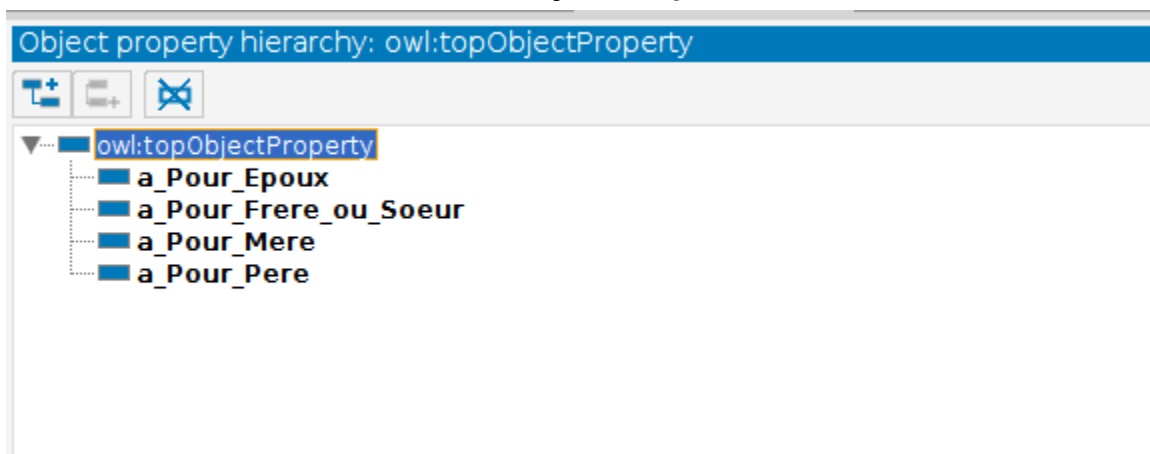 Object property hierarchy: owl:topObjectProperty
owl:topObjectProperty
a_Pour_Epoux
a_Pour_Frere_ou_Soeur
a_Pour_Mere
a_Pour_Pere